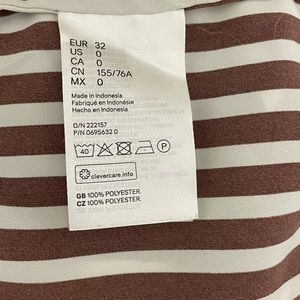 EUR 32
US 0
CA 0
CN 155/76A
MX 0
Made in Indonesia
Fabriqué en Indonésie
Hecho en Indonesia
O/N 222157
P/N 0695632 0
40 P
clevercare.info
GB 100% POLYESTER.
CZ 100% POLYESTER.